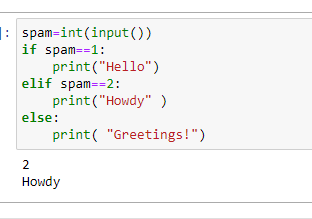 ]: spam=int(input())
if spam==1:
    print("Hello")
elif spam==2:
    print("Howdy" )
else:
    print( "Greetings!")
2
Howdy